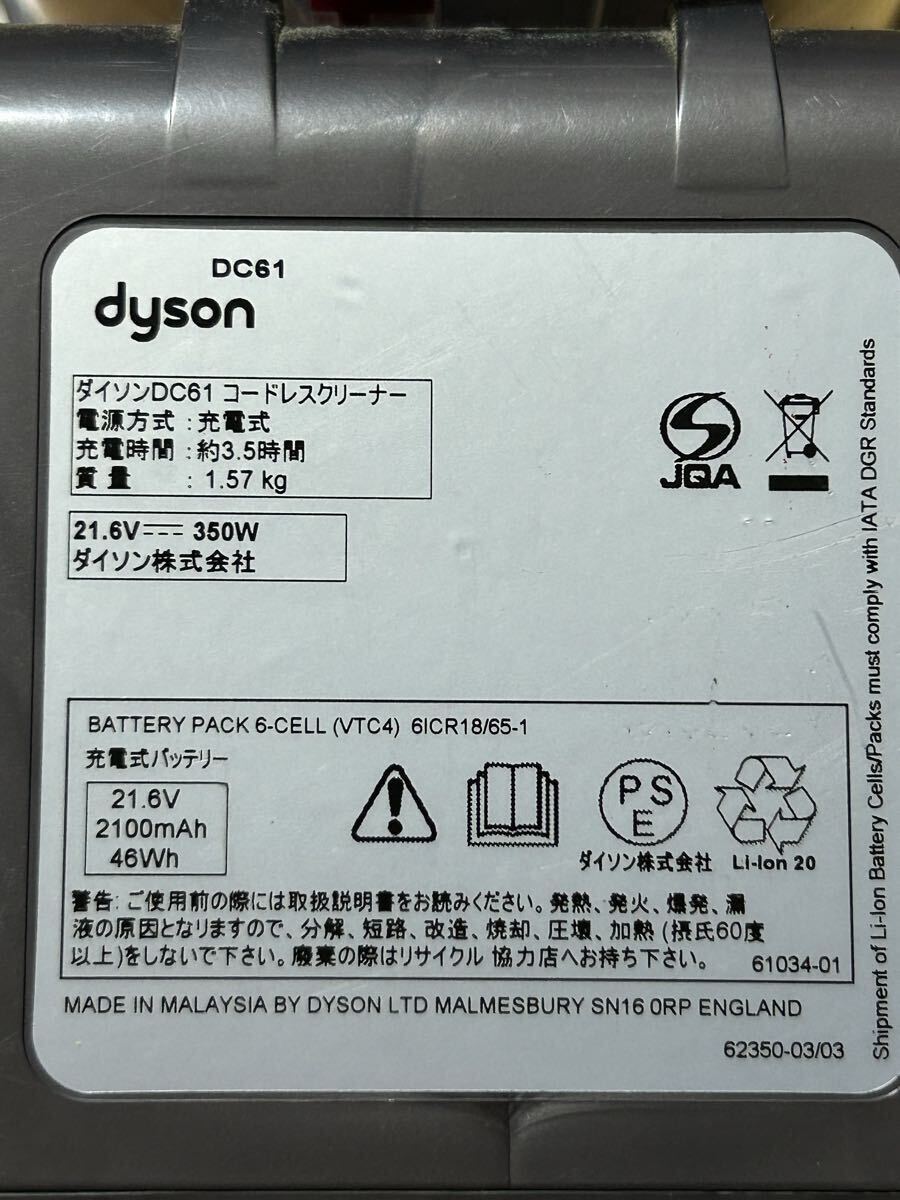 DC61
dyson
ダイソンDC61 コードレスクリーナー
電源方式 : 充電式
充電時間 : 約3.5時間
質量 : 1.57 kg
JQA
21.6V⎓ 350W
ダイソン株式会社
BATTERY PACK 6-CELL (VTC4) 6ICR18/65-1
充電式バッテリー
21.6V
2100mAh
46Wh
PSE
ダイソン株式会社
Li-Ion 20
警告: ご使用前の際には取扱説明書をお読みください。発熱、発火、爆発、漏
液の原因となりますので、分解、短路、改造、焼却、圧壊、加熱 (摂氏60度
以上)をしないで下さい。廃棄の際はリサイクル 協力店へお持ち下さい。
61034-01
MADE IN MALAYSIA BY DYSON LTD MALMESBURY SN16 0RP ENGLAND
62350-03/03
Shipment of Li-Ion Battery Cells/Packs must comply with IATA DGR Standards